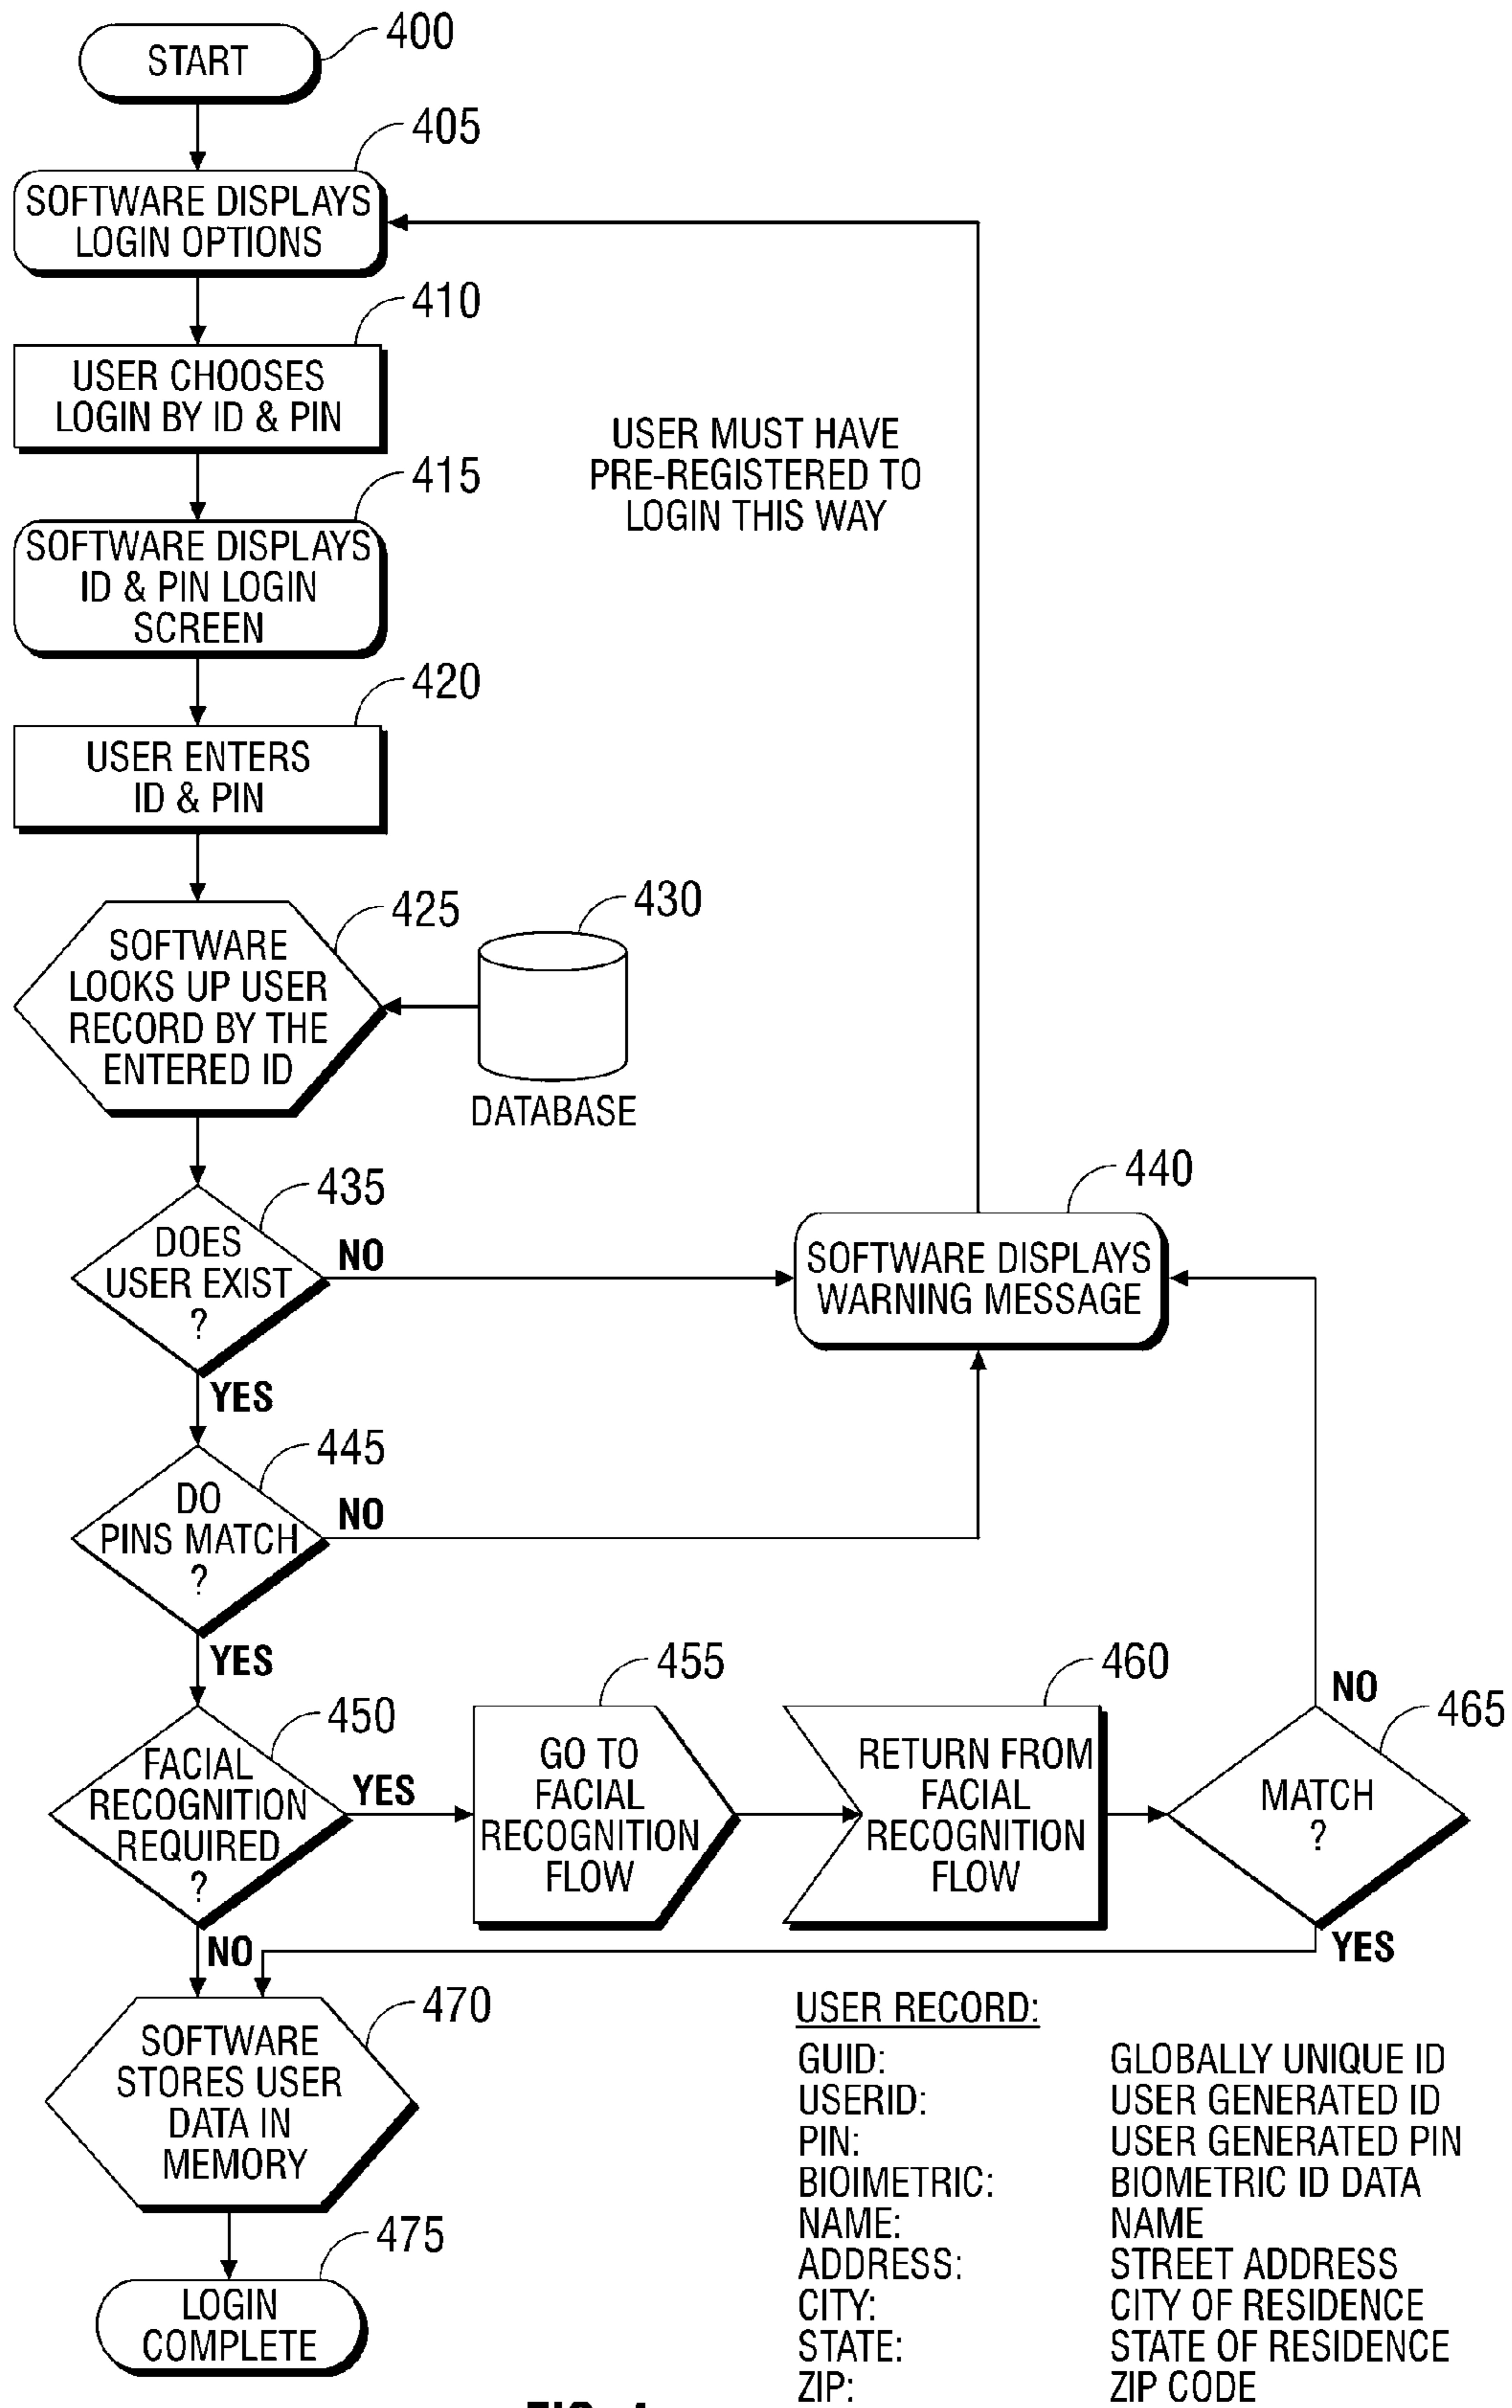 START
400
405
SOFTWARE DISPLAYS
LOGIN OPTIONS
410
USER CHOOSES
LOGIN BY ID & PIN
USER MUST HAVE
PRE-REGISTERED TO
LOGIN THIS WAY
415
SOFTWARE DISPLAYS
ID & PIN LOGIN
SCREEN
420
USER ENTERS
ID & PIN
425
SOFTWARE
LOOKS UP USER
RECORD BY THE
ENTERED ID
430
DATABASE
435
DOES
USER EXIST
?
NO
YES
440
SOFTWARE DISPLAYS
WARNING MESSAGE
445
DO
PINS MATCH
?
NO
YES
450
FACIAL
RECOGNITION
REQUIRED
?
YES
NO
455
GO TO
FACIAL
RECOGNITION
FLOW
460
RETURN FROM
FACIAL
RECOGNITION
FLOW
465
MATCH
?
NO
YES
470
SOFTWARE
STORES USER
DATA IN
MEMORY
475
LOGIN
COMPLETE
USER RECORD:
GUID: GLOBALLY UNIQUE ID
USERID: USER GENERATED ID
PIN: USER GENERATED PIN
BIOIMETRIC: BIOMETRIC ID DATA
NAME: NAME
ADDRESS: STREET ADDRESS
CITY: CITY OF RESIDENCE
STATE: STATE OF RESIDENCE
ZIP: ZIP CODE